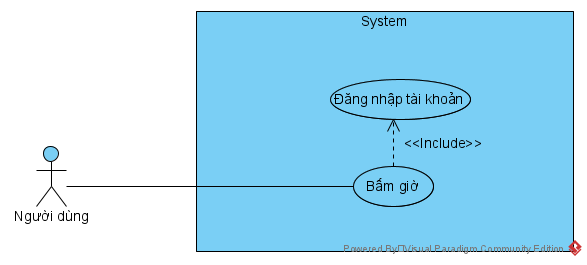 System
Đăng nhập tài khoản
<<Include>>
Bấm giờ
Người dùng
Powered By Visual Paradigm Community Edition